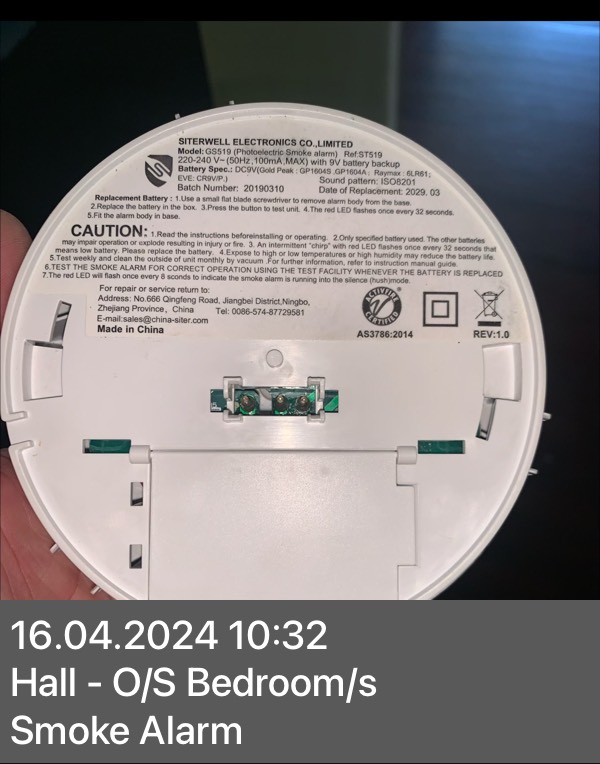 SITERWELL ELECTRONICS CO.,LIMITED
Model: GS519 (Photoelectric Smoke alarm) Ref:ST519
220-240 V~ (50Hz ,100mA,MAX) with 9V battery backup
Battery Spec.: DC9V(Gold Peak : GP1604S ,GP1604A ; Raymax : 6LR61;
EVE: CR9V/P.)
Sound pattern: ISO8201
Batch Number: 20190310
Date of Replacement: 2029. 03
Replacement Battery : 1.Use a small flat blade screwdriver to remove alarm body from the base.
2.Replace the battery in the box. 3.Press the button to test unit. 4.The red LED flashes once every 32 seconds.
5.Fit the alarm body in base.
CAUTION: 1.Read the instructions beforeinstalling or operating. 2.Only specified battery used. The other batteries
may impair operation or explode resulting in injury or fire. 3. An intermittent "chirp" with red LED flashes once every 32 seconds that
means low battery. Please replace the battery. 4.Expose to high or low temperatures or high humidity may reduce the battery life.
5.Test weekly and clean the outside of unit monthly by vacuum .For further information, refer to instruction manual guide.
6.TEST THE SMOKE ALARM FOR CORRECT OPERATION USING THE TEST FACILITY WHENEVER THE BATTERY IS REPLACED
7.The red LED will flash once every 8 seconds to indicate the smoke alarm is running into the silence (hush)mode.
For repair or service return to:
Address: No.666 Qingfeng Road, Jiangbei District,Ningbo,
Zhejiang Province, China Tel: 0086-574-87729581
E-mail:sales@china-siter.com
Made in China
ACTIVFIRE
CERTIFIED
AS3786:2014
REV:1.0
16.04.2024 10:32
Hall - O/S Bedroom/s
Smoke Alarm